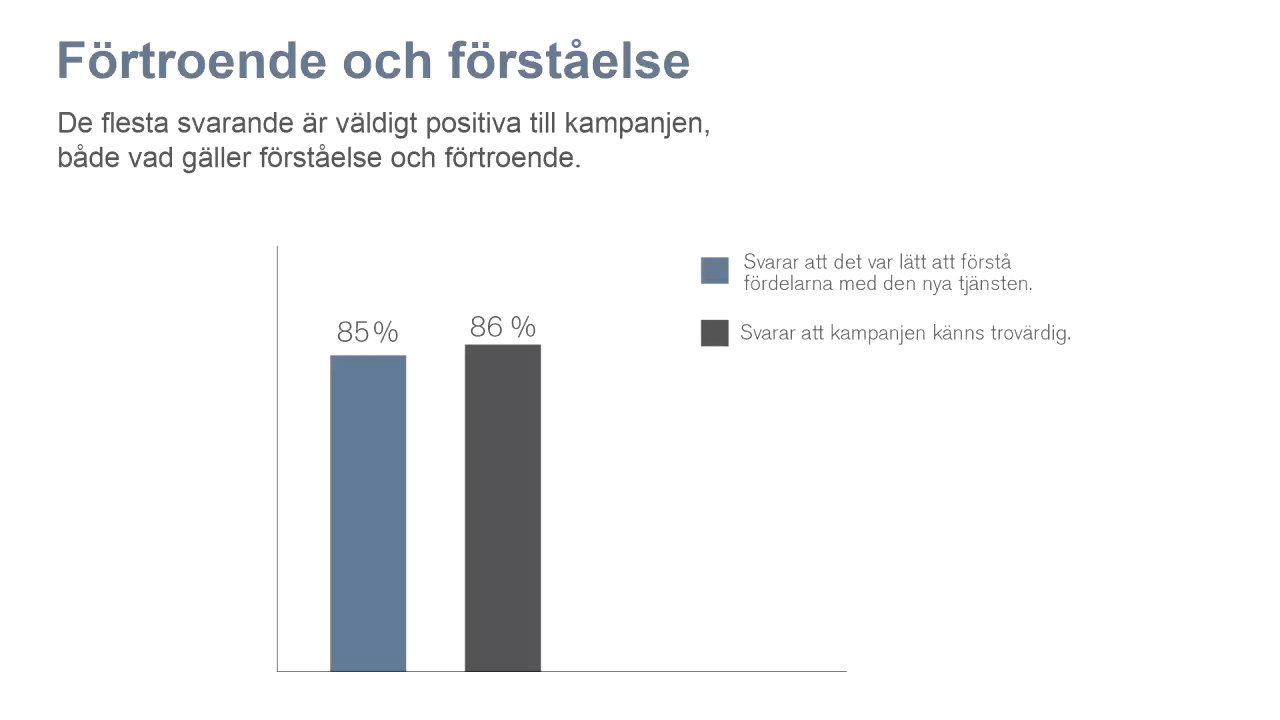 Förtroende och förståelse
De flesta svarande är väldigt positiva till kampanjen,
både vad gäller förståelse och förtroende.
Svarar att det var lätt att förstå
fördelarna med den nya tjänsten.
Svarar att kampanjen känns trovärdig.
85%
86 %